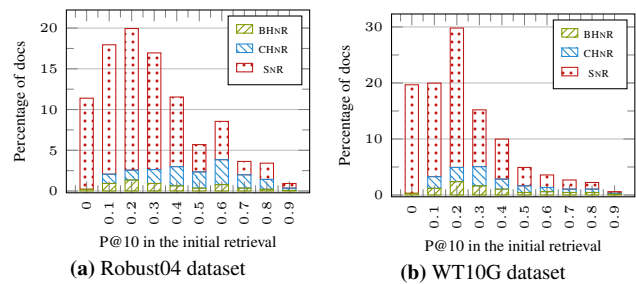 Percentage of docs
20
15
10
5
0
BHNR
CHNR
SNR
0
0.1
0.2
0.3
0.4
0.5
0.6
0.7
0.8
0.9
P@10 in the initial retrieval
(a) Robust04 dataset
Percentage of docs
30
20
10
0
BHNR
CHNR
SNR
0
0.1
0.2
0.3
0.4
0.5
0.6
0.7
0.8
0.9
P@10 in the initial retrieval
(b) WT10G dataset